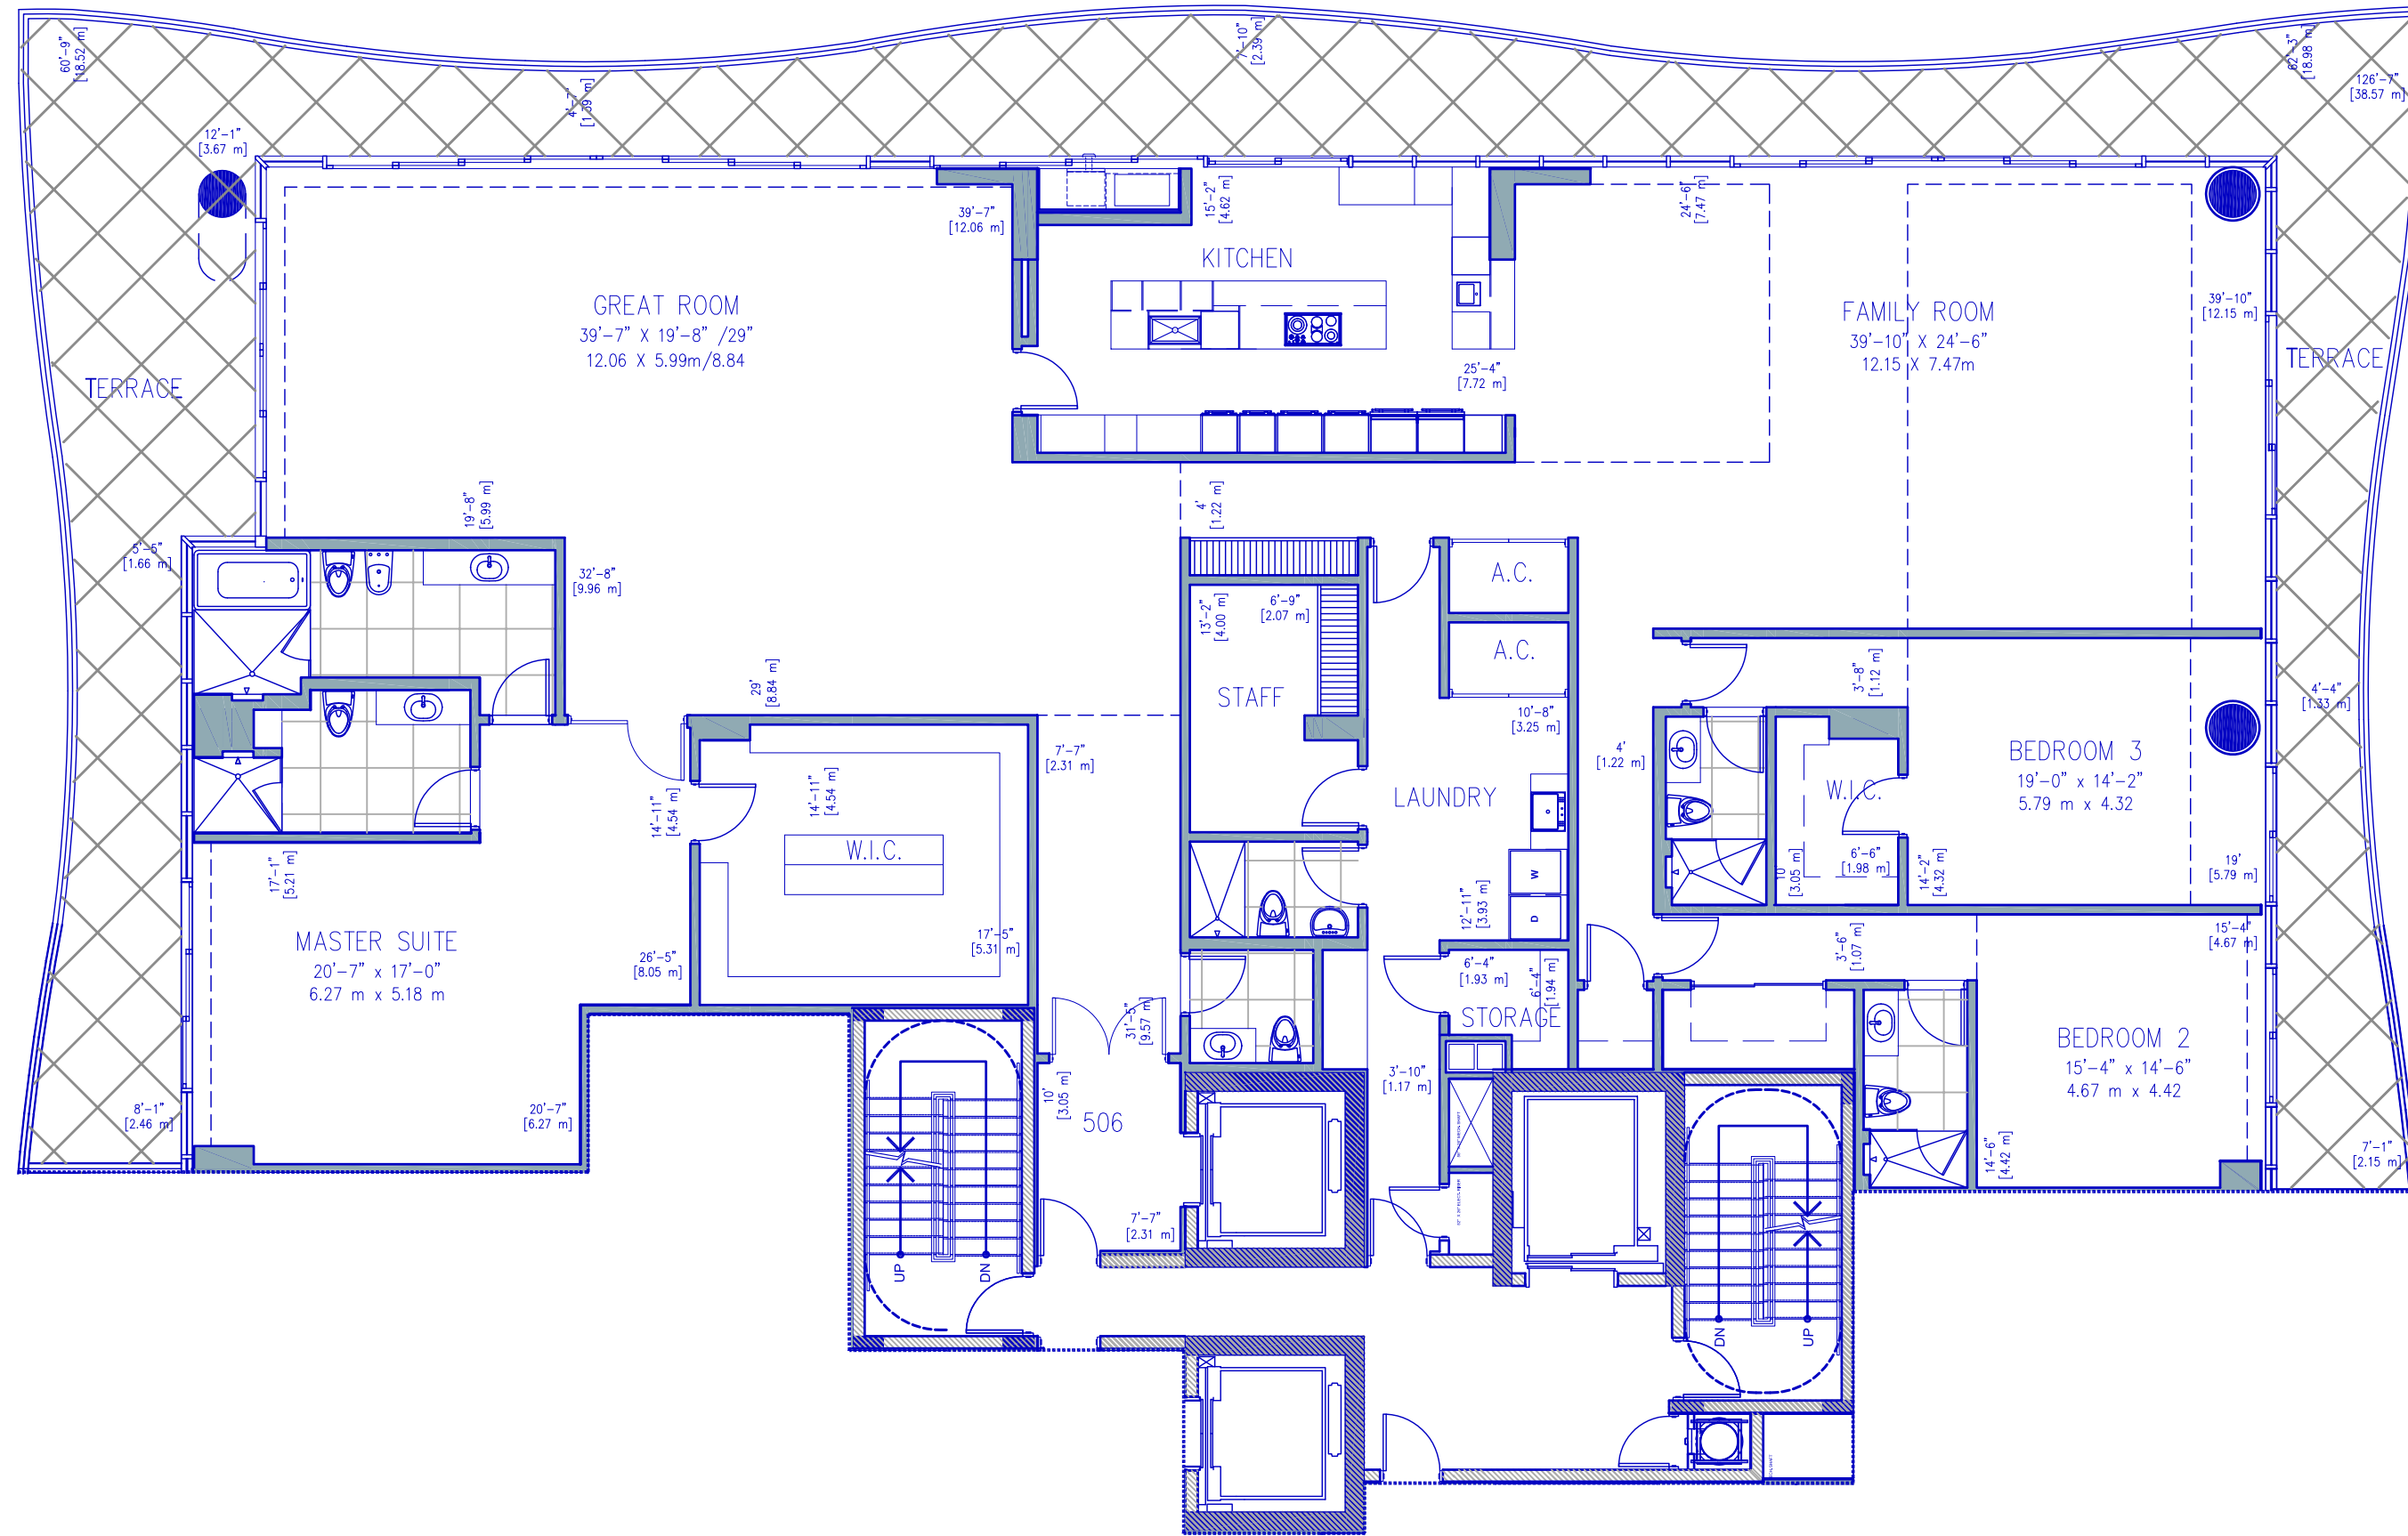 60'-9"
[18.52 m]
7'-10"
[2.39 m]
62'-3"
[18.98 m]
126'-7"
[38.57 m]
4'-7"
[1.39 m]
12'-1"
[3.67 m]
39'-7"
[12.06 m]
15'-2"
[4.62 m]
24'-6"
[7.47 m]
KITCHEN
GREAT ROOM
39'-7" X 19'-8" /29"
12.06 X 5.99m/8.84
FAMILY ROOM
39'-10" X 24'-6"
12.15 X 7.47m
39'-10"
[12.15 m]
TERRACE
TERRACE
25'-4"
[7.72 m]
19'-8"
[5.99 m]
4'
[1.22 m]
5'-5"
[1.66 m]
32'-8"
[9.96 m]
A.C.
13'-2"
[4.00 m]
6'-9"
[2.07 m]
A.C.
STAFF
29'
[8.84 m]
3'-8"
[1.12 m]
4'-4"
[1.33 m]
10'-8"
[3.25 m]
7'-7"
[2.31 m]
4'
[1.22 m]
BEDROOM 3
19'-0" x 14'-2"
5.79 m x 4.32
W.I.C.
LAUNDRY
14'-11"
[4.54 m]
14'-11"
[4.54 m]
W.I.C.
17'-1"
[5.21 m]
10'
[3.05 m]
6'-6"
[1.98 m]
14'-2"
[4.32 m]
19'
[5.79 m]
W
D
12'-11"
[3.93 m]
MASTER SUITE
20'-7" x 17'-0"
6.27 m x 5.18 m
17'-5"
[5.31 m]
26'-5"
[8.05 m]
15'-4"
[4.67 m]
3'-6"
[1.07 m]
6'-4"
[1.93 m]
6'-4"
[1.94 m]
STORAGE
31'-5"
[9.57 m]
BEDROOM 2
15'-4" x 14'-6"
4.67 m x 4.42
3'-10"
[1.17 m]
10'
[3.05 m]
506
8'-1"
[2.46 m]
20'-7"
[6.27 m]
14'-6"
[4.42 m]
7'-1"
[2.15 m]
7'-7"
[2.31 m]
UP
DN
DN
UP